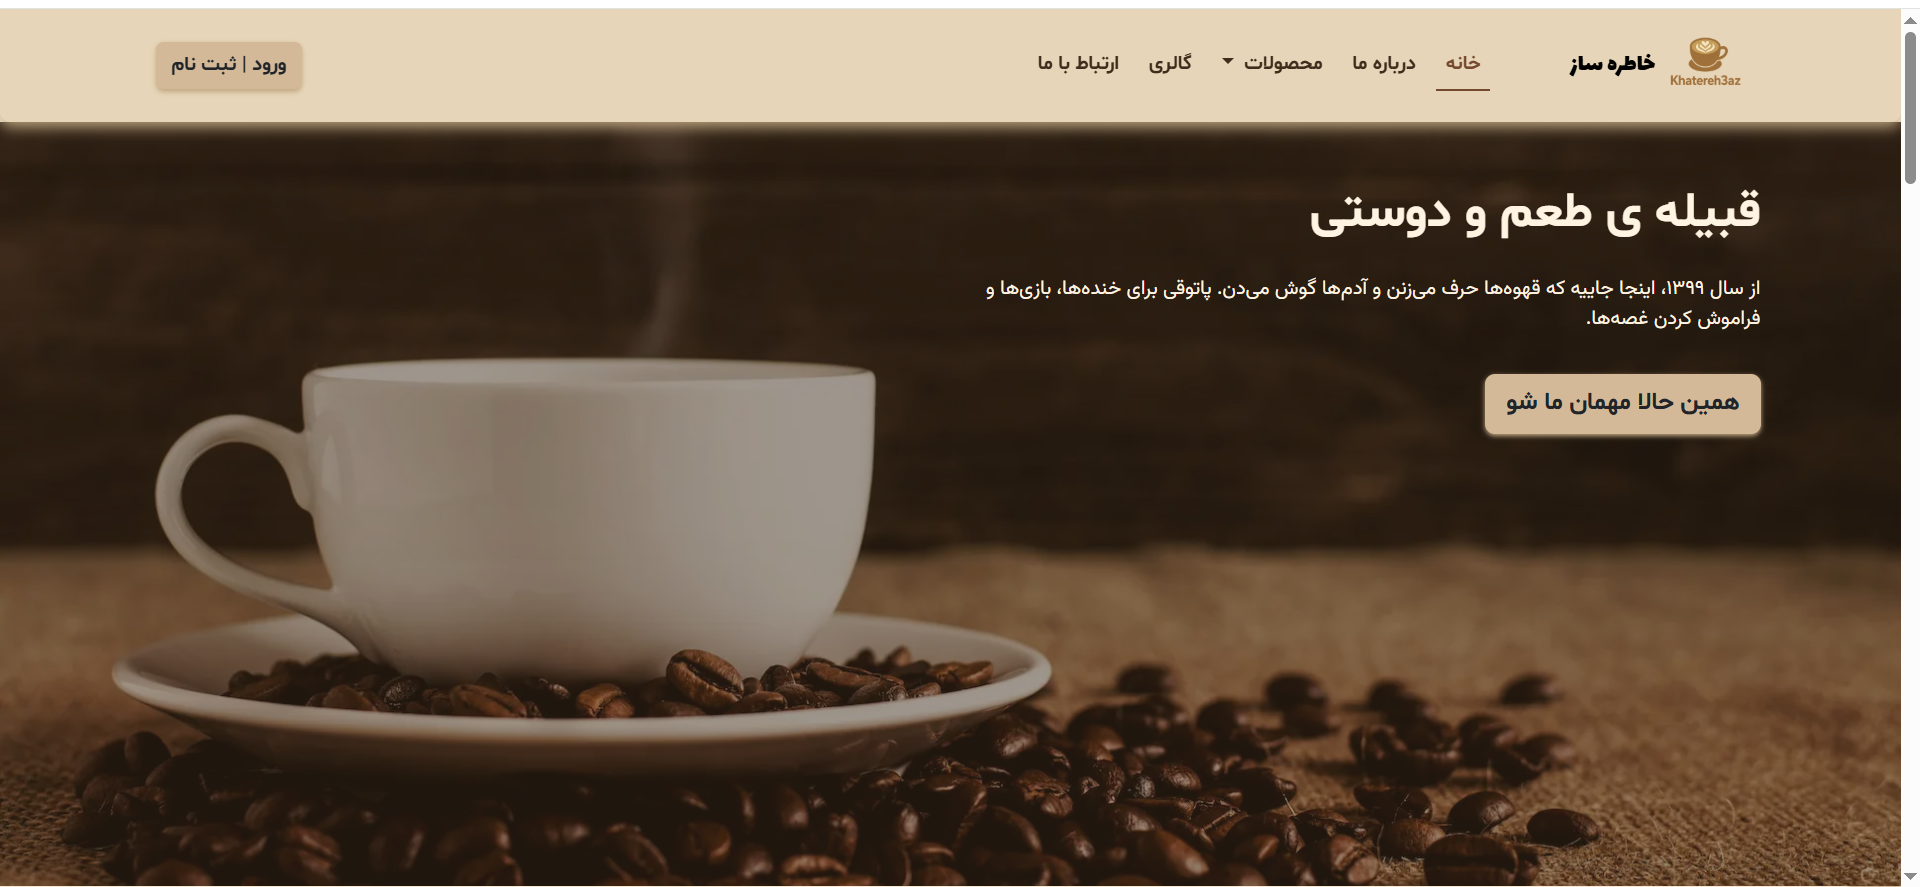 Khatereh3az
خاطره ساز
خانه
درباره ما
محصولات
گالری
ارتباط با ما
ورود | ثبت نام
قبیله ی طعم و دوستی
از سال ۱۳۹۹، اینجا جاییه که قهوه‌ها حرف می‌زنن و آدم‌ها گوش می‌دن. پاتوقی برای خنده‌ها، بازی‌ها و
فراموش کردن غصه‌ها.
همین حالا مهمان ما شو